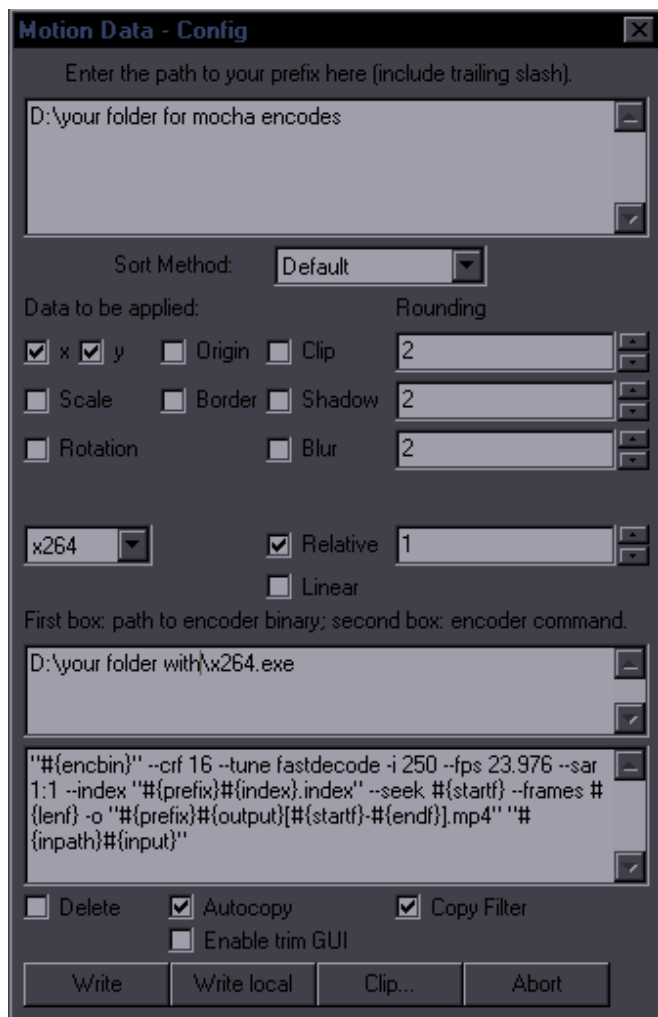 Motion Data - Config
Enter the path to your prefix here (include trailing slash).
D:\your folder for mocha encodes
Sort Method: Default
Data to be applied: Rounding
x y Origin Clip 2
Scale Border Shadow 2
Rotation Blur 2
x264 Relative 1
Linear
First box: path to encoder binary; second box: encoder command.
D:\your folder with\x264.exe
"#{encbin}" --crf 16 --tune fastdecode -i 250 --fps 23.976 --sar
1:1 --index "#{prefix}#{index}.index" --seek #{startf} --frames #
{lenf} -o "#{prefix}#{output}[#{startf}-#{endf}].mp4" "#
{inpath}#{input}"
Delete Autocopy Copy Filter
Enable trim GUI
Write Write local Clip... Abort